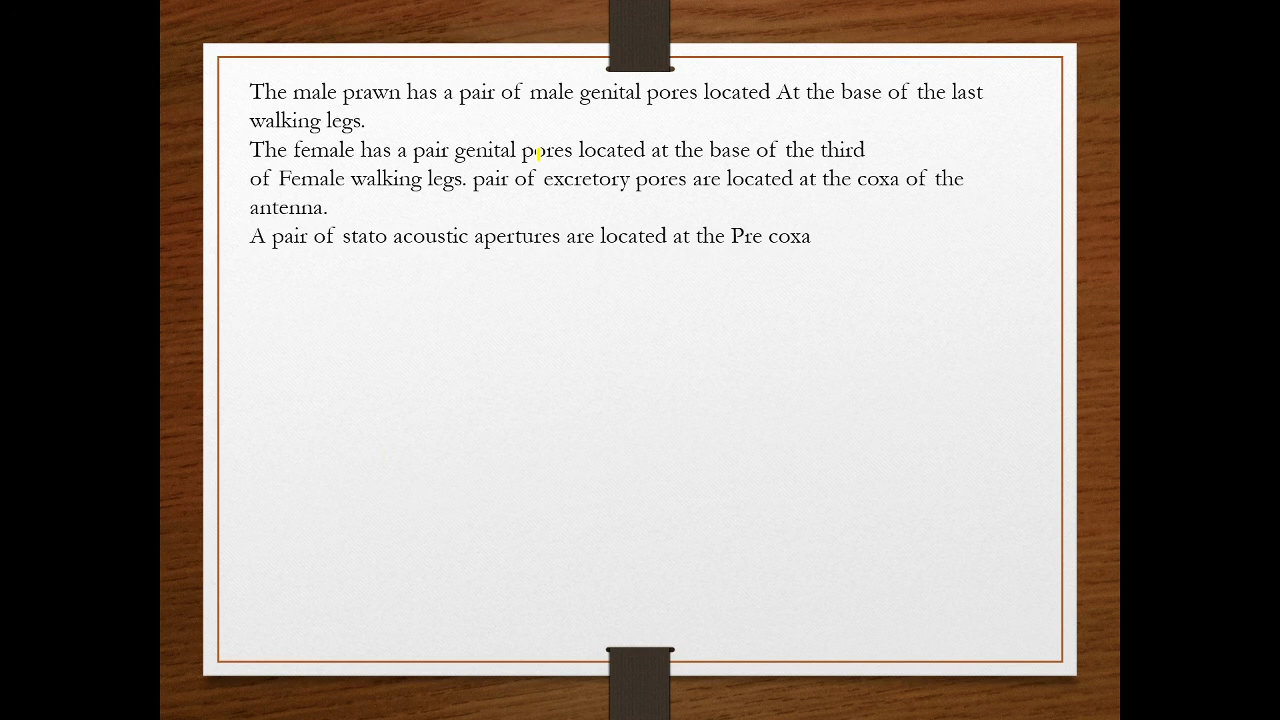 The male prawn has a pair of male genital pores located At the base of the last
walking legs.
The female has a pair genital pores located at the base of the third
of Female walking legs. pair of excretory pores are located at the coxa of the
antenna.
A pair of stato acoustic apertures are located at the Pre coxa